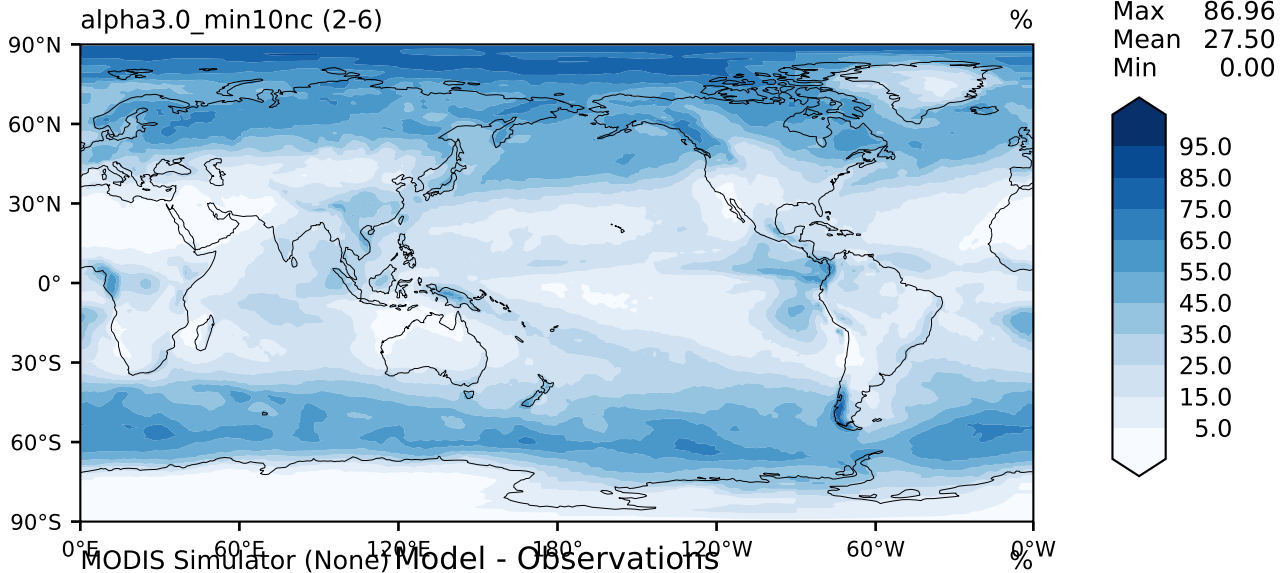 alpha3.0_min10nc (2-6) %
Max 86.96
Mean 27.50
Min 0.00
90°N
60°N
30°N
0°
30°S
60°S
90°S
95.0
85.0
75.0
65.0
55.0
45.0
35.0
25.0
15.0
5.0
0°E 60°E 120°E 180° 120°W 60°W 0°W
MODIS Simulator (None) Model - Observations %